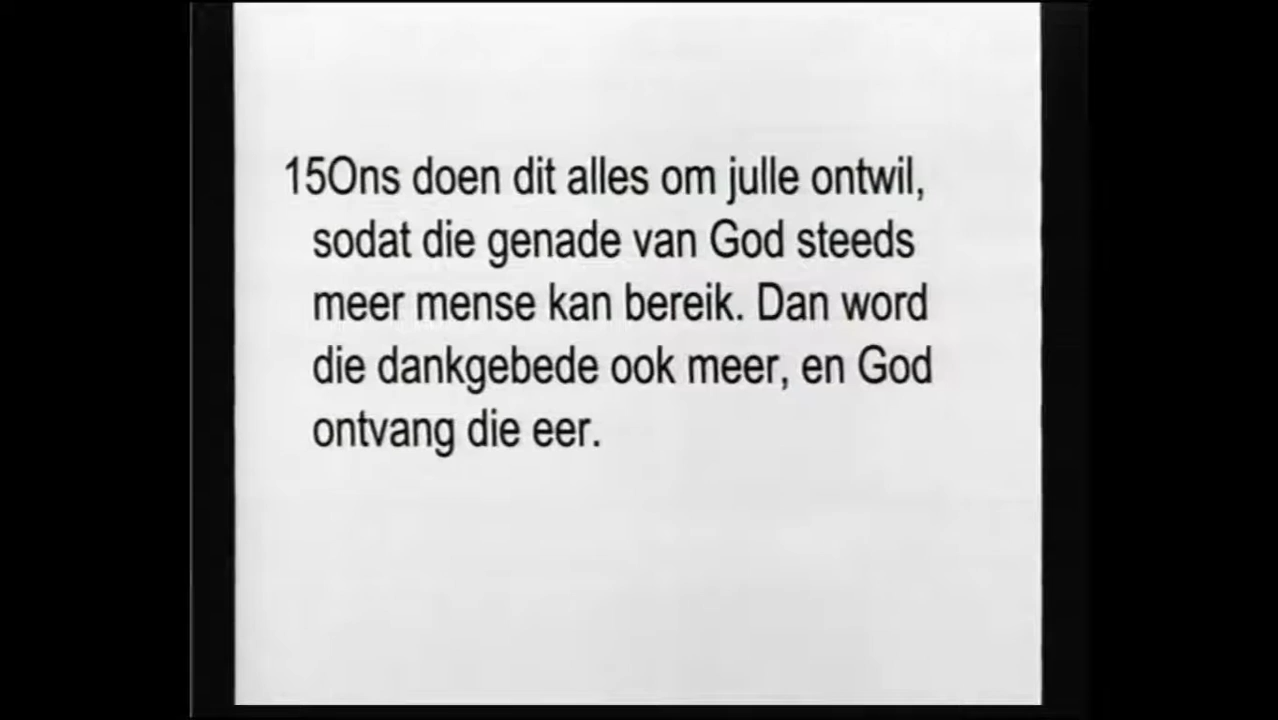 15Ons doen dit alles om julle ontwil,
sodat die genade van God steeds
meer mense kan bereik. Dan word
die dankgebede ook meer, en God
ontvang die eer.